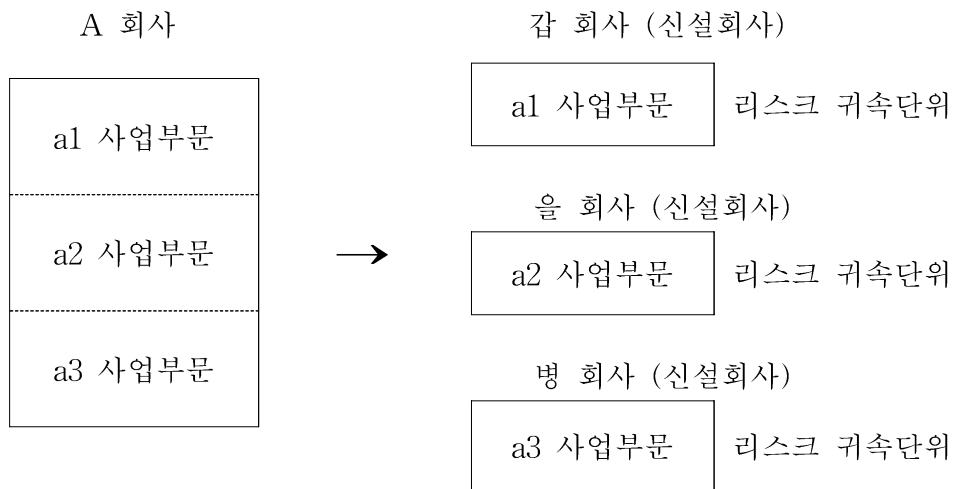 A 회사
a1 사업부문
a2 사업부문
a3 사업부문
→
갑 회사 (신설회사)
a1 사업부문 리스크 귀속단위
을 회사 (신설회사)
a2 사업부문 리스크 귀속단위
병 회사 (신설회사)
a3 사업부문 리스크 귀속단위